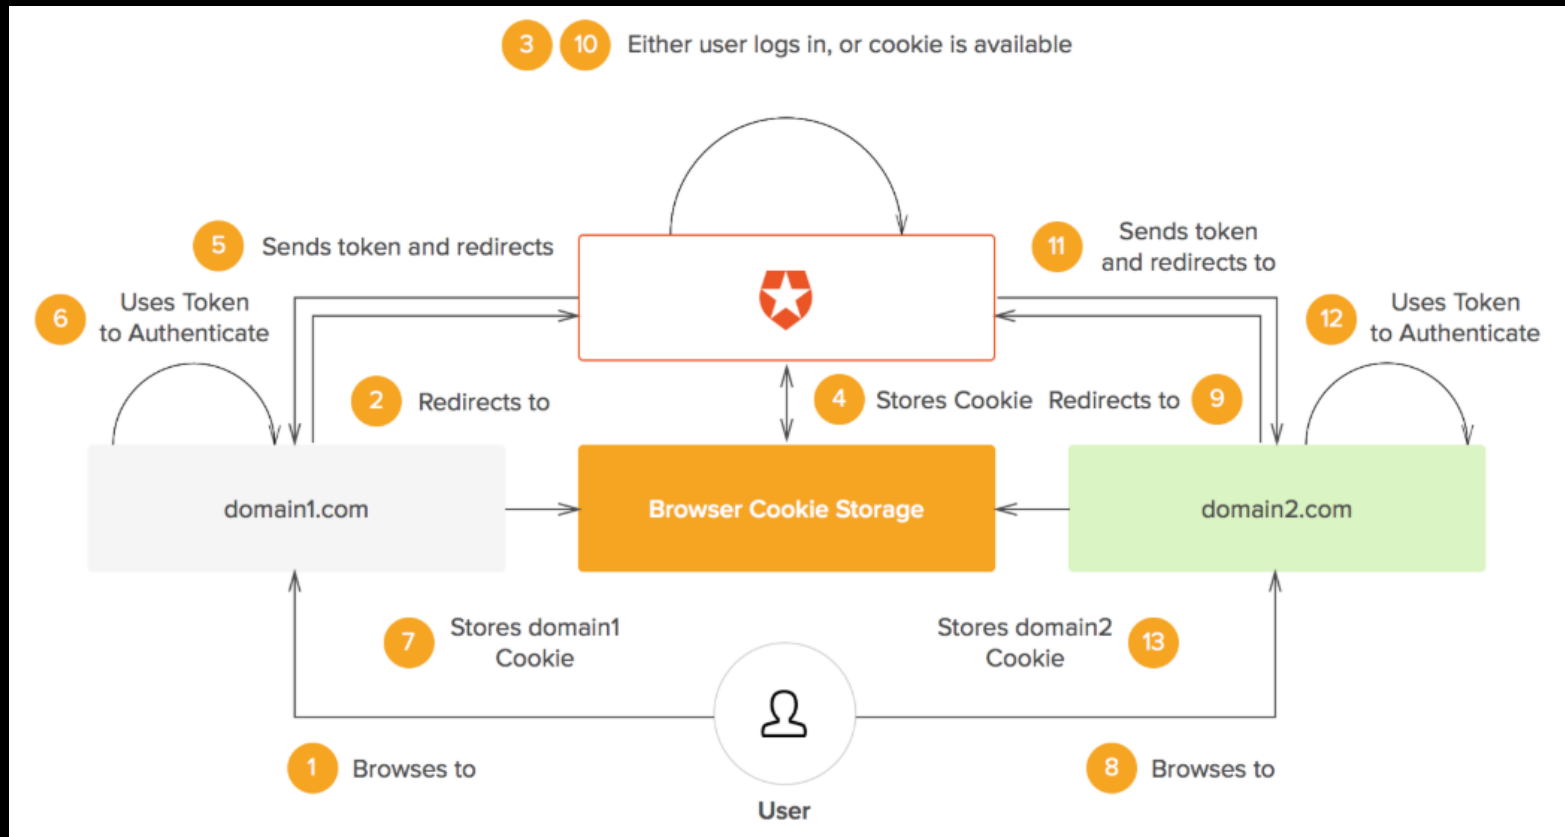 3 10 Either user logs in, or cookie is available
5 Sends token and redirects
11 Sends token
and redirects to
6 Uses Token
to Authenticate
12 Uses Token
to Authenticate
2 Redirects to
4 Stores Cookie
Redirects to 9
domain1.com
Browser Cookie Storage
domain2.com
7 Stores domain1
Cookie
Stores domain2 13
Cookie
1 Browses to
8 Browses to
User